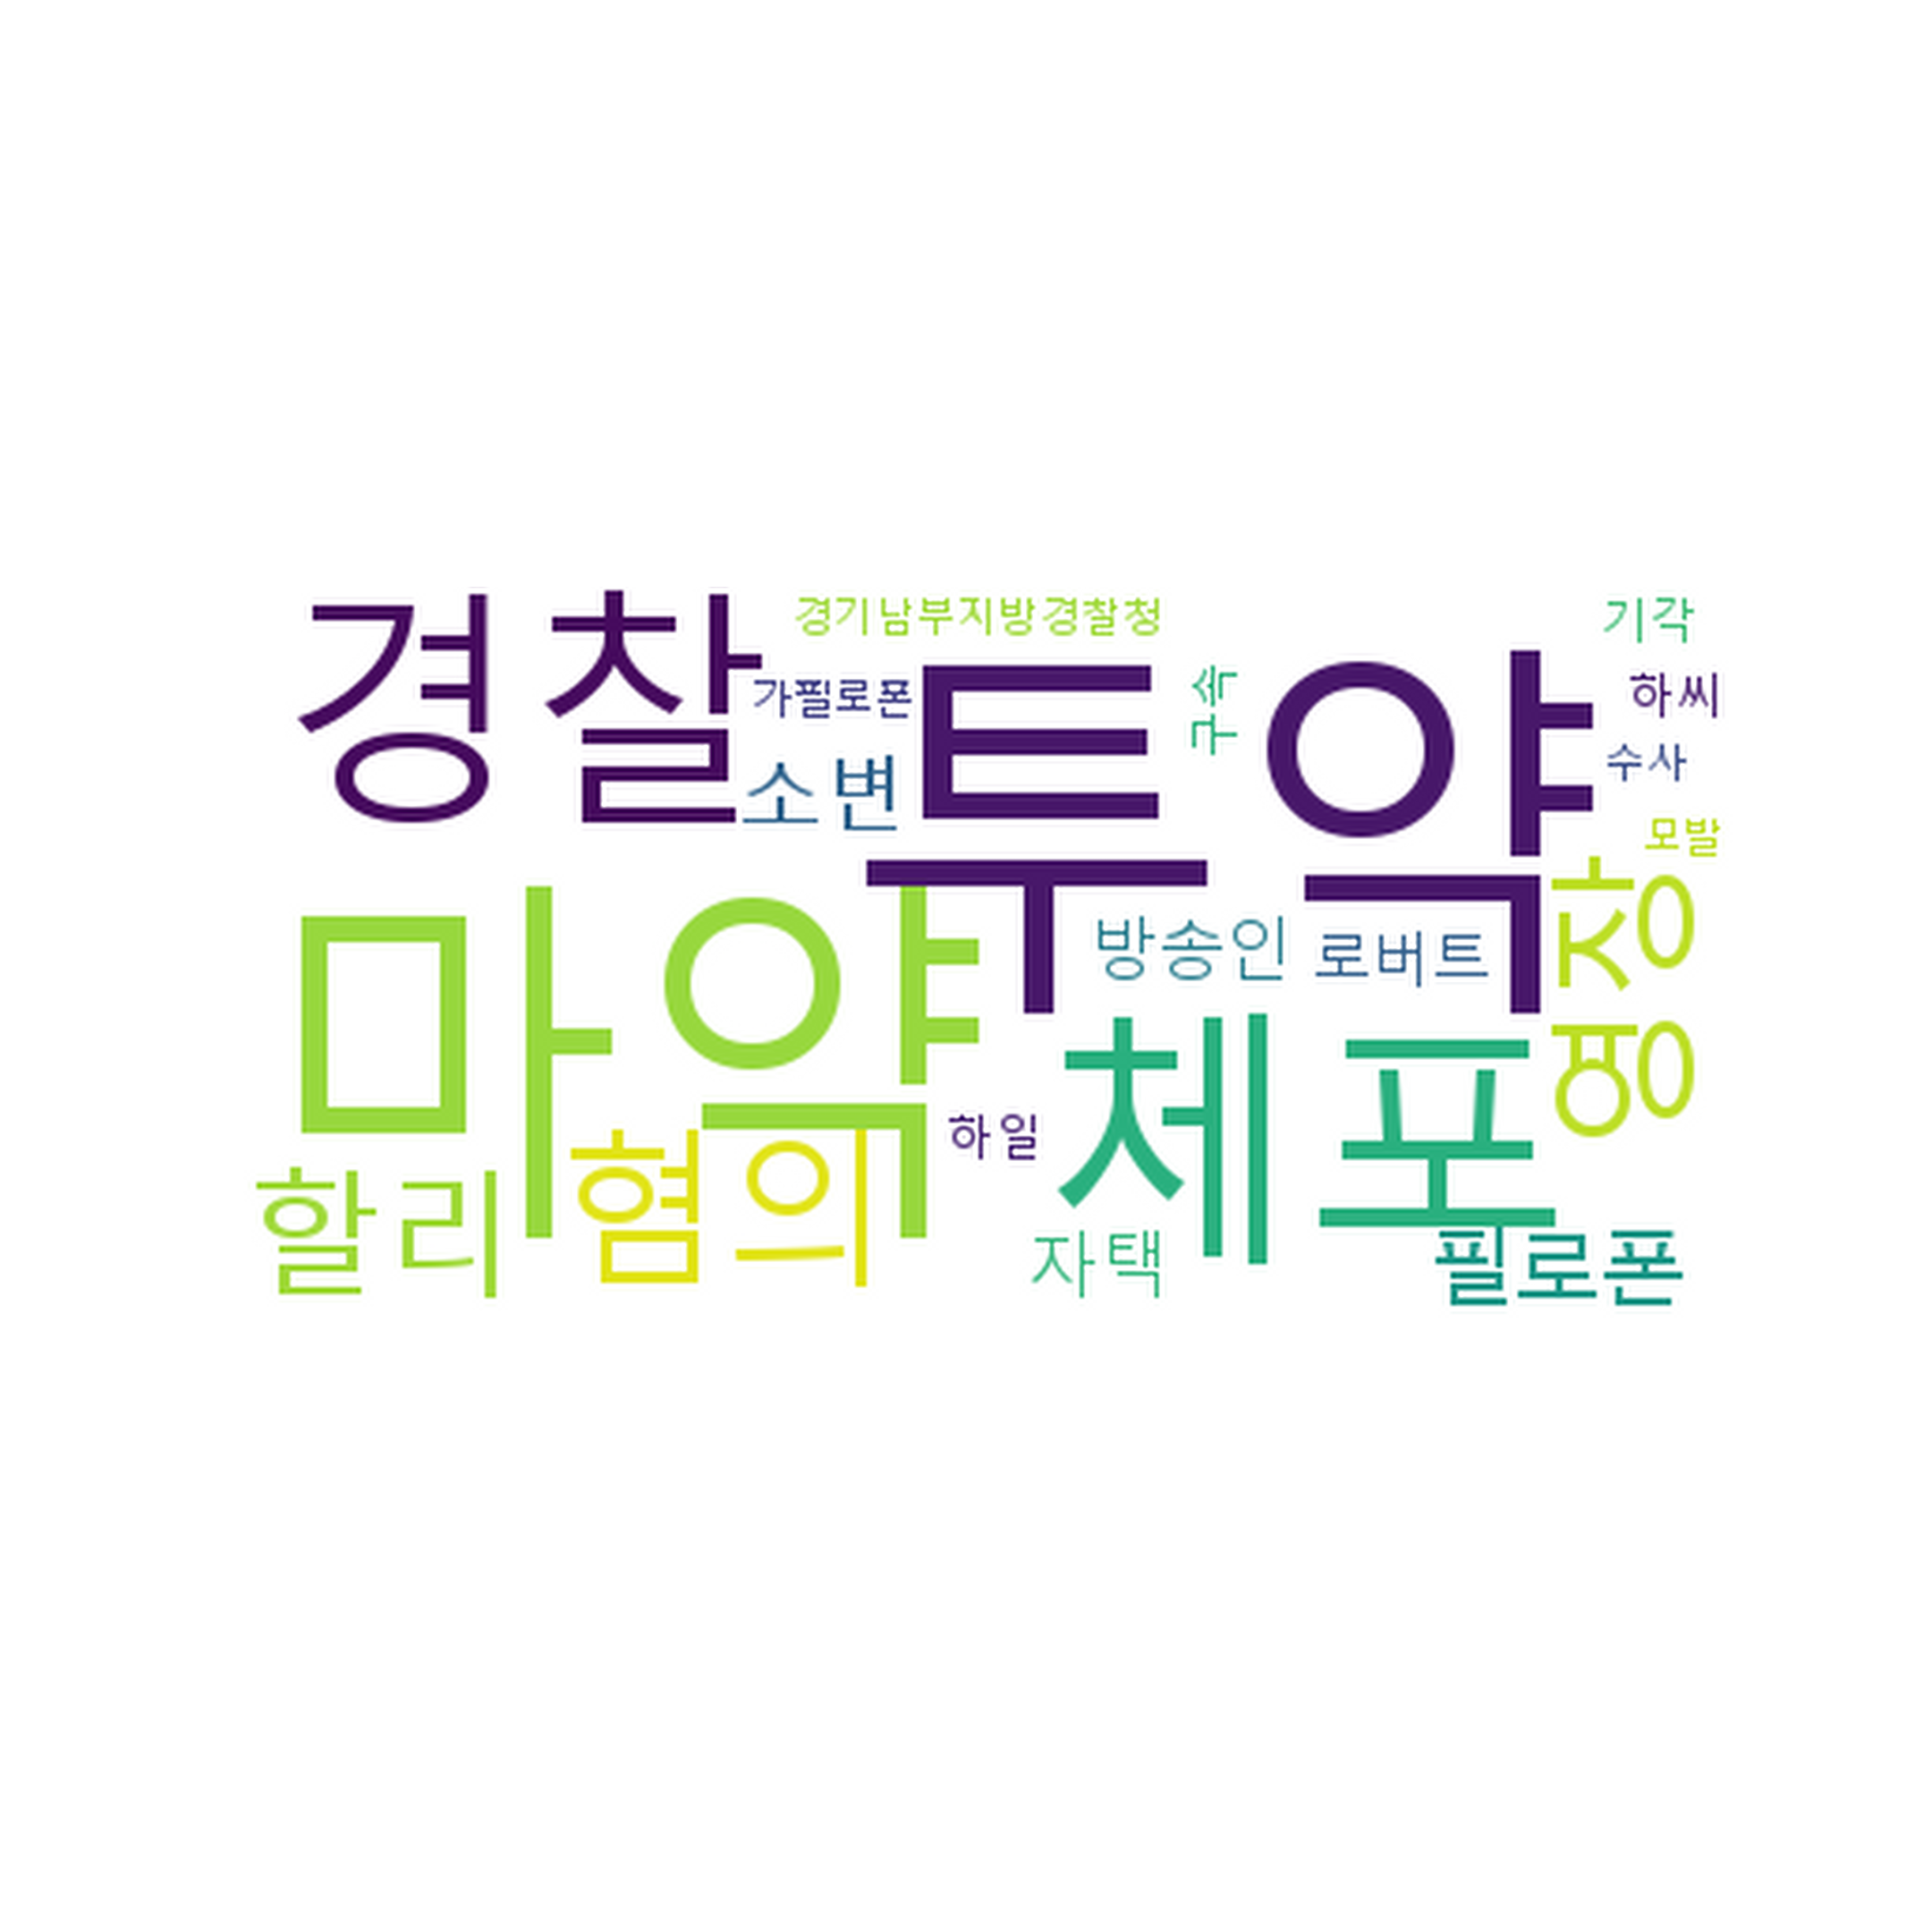 경찰
경기남부지방경찰청
기각
가필로폰
투약
구속
하씨
소변
수사
모발
마약
방송인
로버트
영장
체포
하일
할리
혐의
자택
필로폰